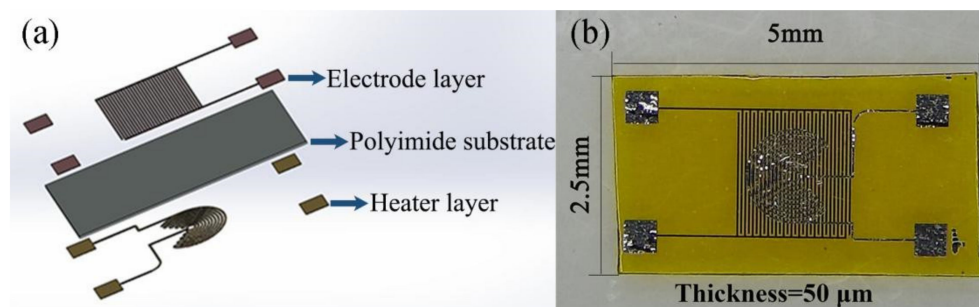 (a)
Electrode layer
Polyimide substrate
Heater layer
(b)
5mm
2.5mm
Thickness=50 μm